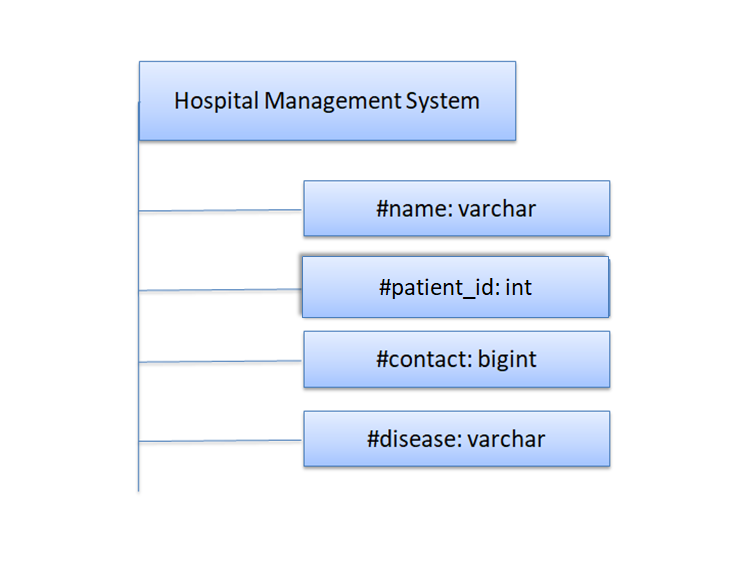 Hospital Management System
#name: varchar
#patient_id: int
#contact: bigint
#disease: varchar